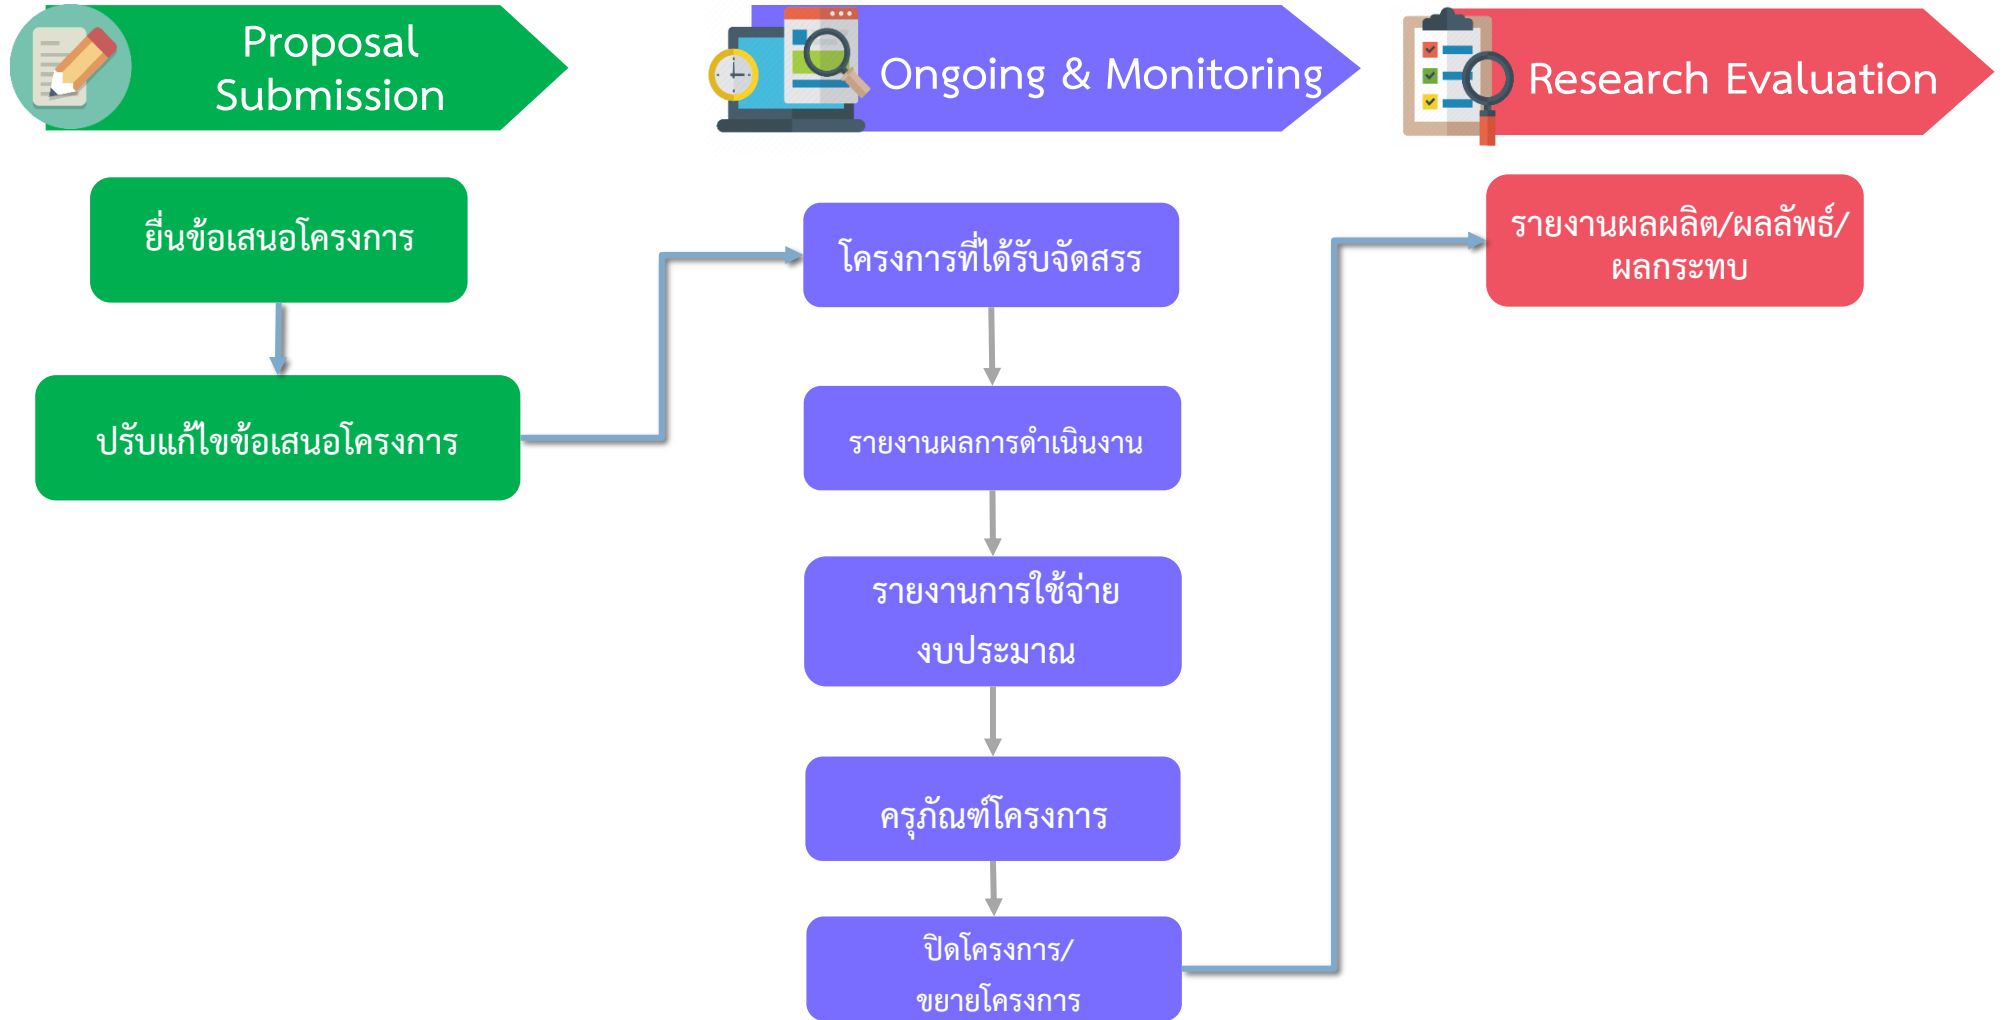 Proposal
Submission
Ongoing & Monitoring
Research Evaluation
ยื่นข้อเสนอโครงการ
ปรับแก้ไขข้อเสนอโครงการ
โครงการที่ได้รับจัดสรร
รายงานผลการดำเนินงาน
รายงานการใช้จ่าย
งบประมาณ
ครุภัณฑ์โครงการ
ปิดโครงการ/
ขยายโครงการ
รายงานผลผลิต/ผลลัพธ์/
ผลกระทบ